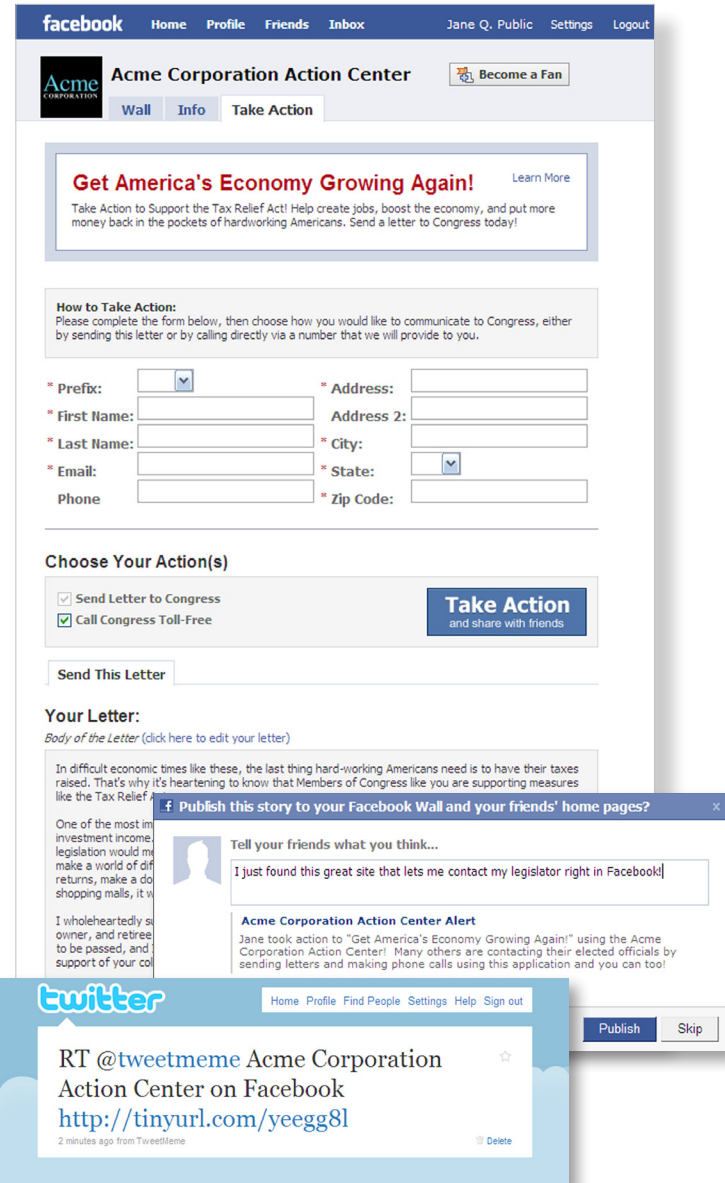 facebook Home Profile Friends Inbox Jane Q. Public Settings Logout
Acme
CORPORATION
Acme Corporation Action Center
Become a Fan
Wall Info Take Action
Get America's Economy Growing Again!
Learn More
Take Action to Support the Tax Relief Act! Help create jobs, boost the economy, and put more
money back in the pockets of hardworking Americans. Send a letter to Congress today!
How to Take Action:
Please complete the form below, then choose how you would like to communicate to Congress, either
by sending this letter or by calling directly via a number that we will provide to you.
* Prefix: * Address:
* First Name: Address 2:
* Last Name: * City:
* Email: * State:
Phone * Zip Code:
Choose Your Action(s)
Send Letter to Congress
Call Congress Toll-Free
Take Action
and share with friends
Send This Letter
Your Letter:
Body of the Letter (click here to edit your letter)
In difficult economic times like these, the last thing hard-working Americans need is to have their taxes
raised. That's why it's heartening to know that Members of Congress like you are supporting measures
like the Tax Relief
One of the most
investment income.
legislation would
make a world of
returns, make a
shopping malls, it
I wholeheartedly
owner, and retiree
to be passed, and
support of your
f Publish this story to your Facebook Wall and your friends' home pages? x
Tell your friends what you think...
I just found this great site that lets me contact my legislator right in Facebook!
Acme Corporation Action Center Alert
Jane took action to "Get America's Economy Growing Again!" using the Acme
Corporation Action Center! Many others are contacting their elected officials by
sending letters and making phone calls using this application and you can too!
Publish Skip
twitter Home Profile Find People Settings Help Sign out
RT @tweetmeme Acme Corporation
Action Center on Facebook
http://tinyurl.com/yeegg8l
2 minutes ago from TweetMeme Delete